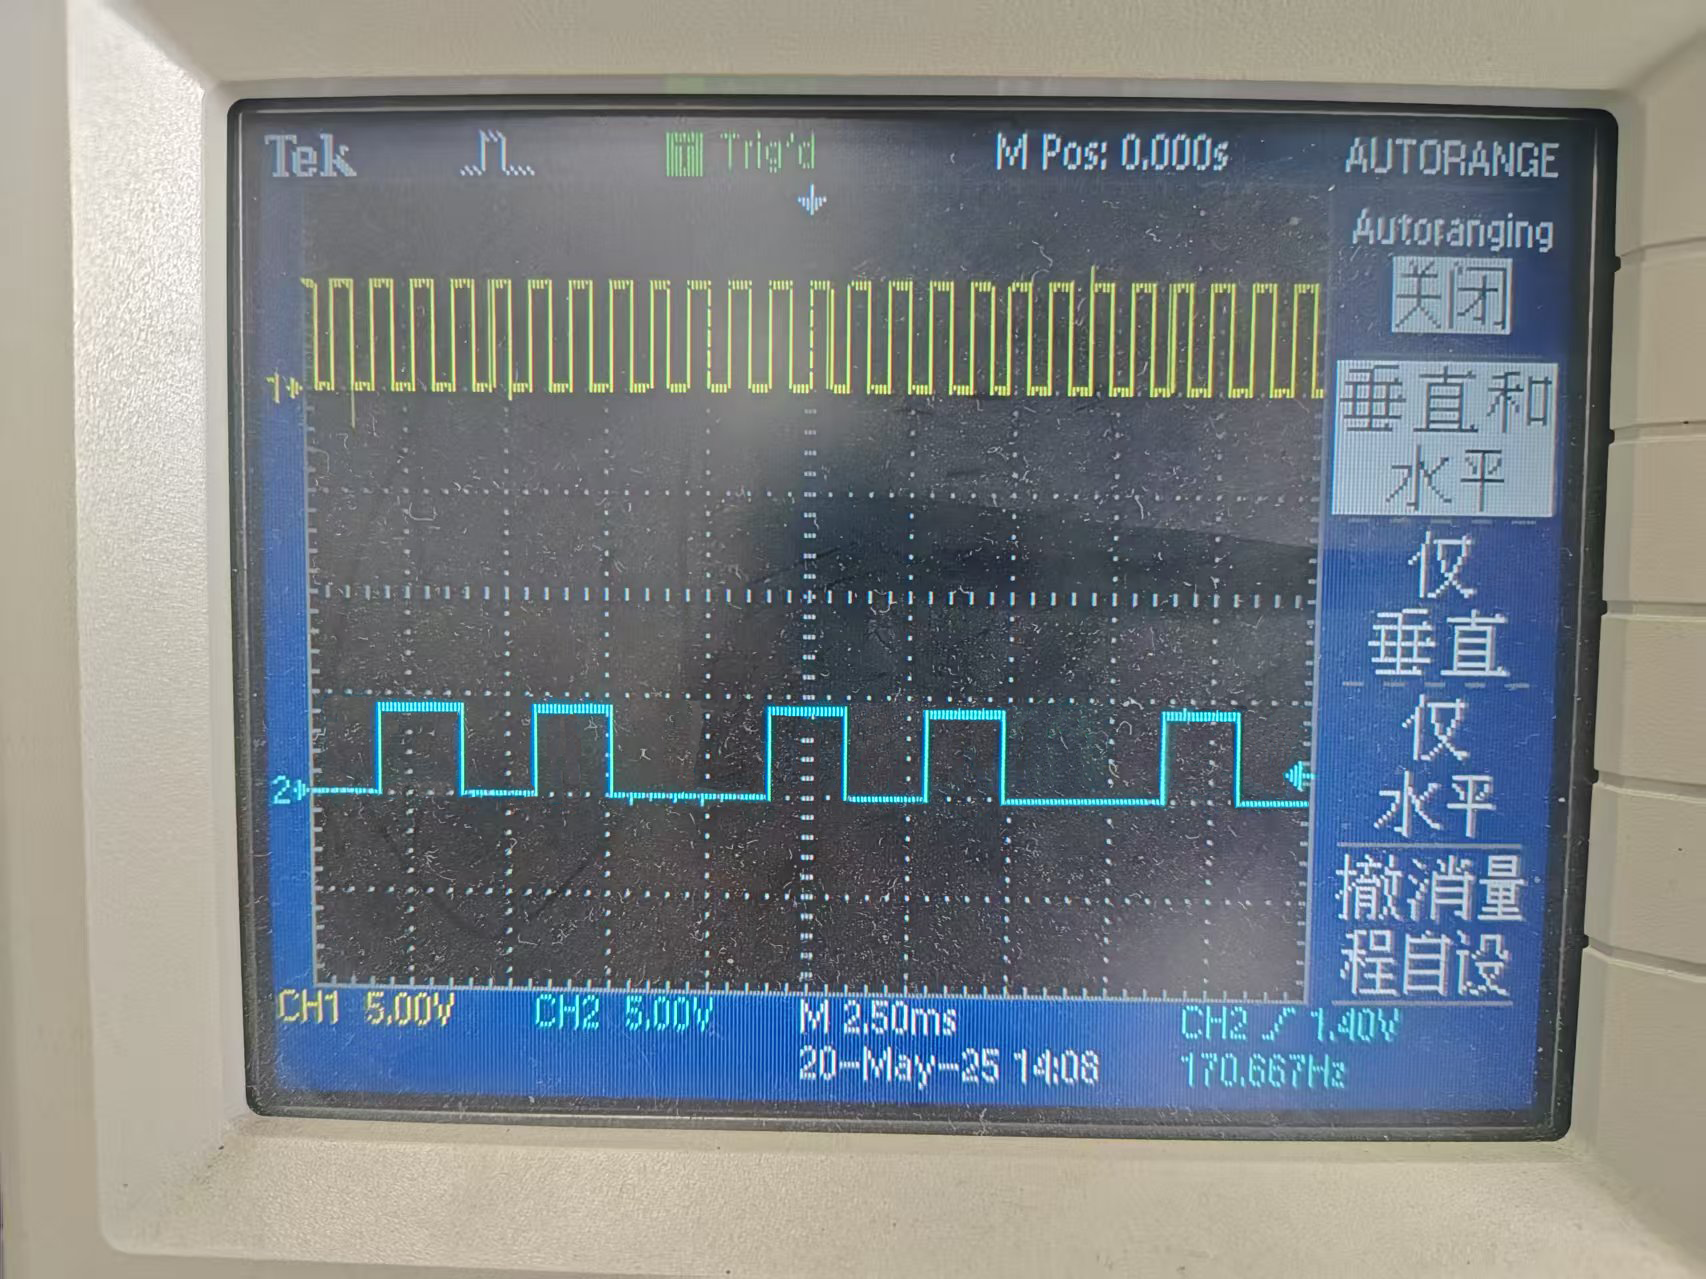 Tek Trig'd M Pos: 0.000s AUTORANGE
Autoranging
关闭
垂直和
水平
仅
垂直
仅
水平
撤消量
程自设
1
2
CH1 5.00V CH2 5.00V M 2.50ms CH2 1.40V
20-May-25 14:08 170.667Hz